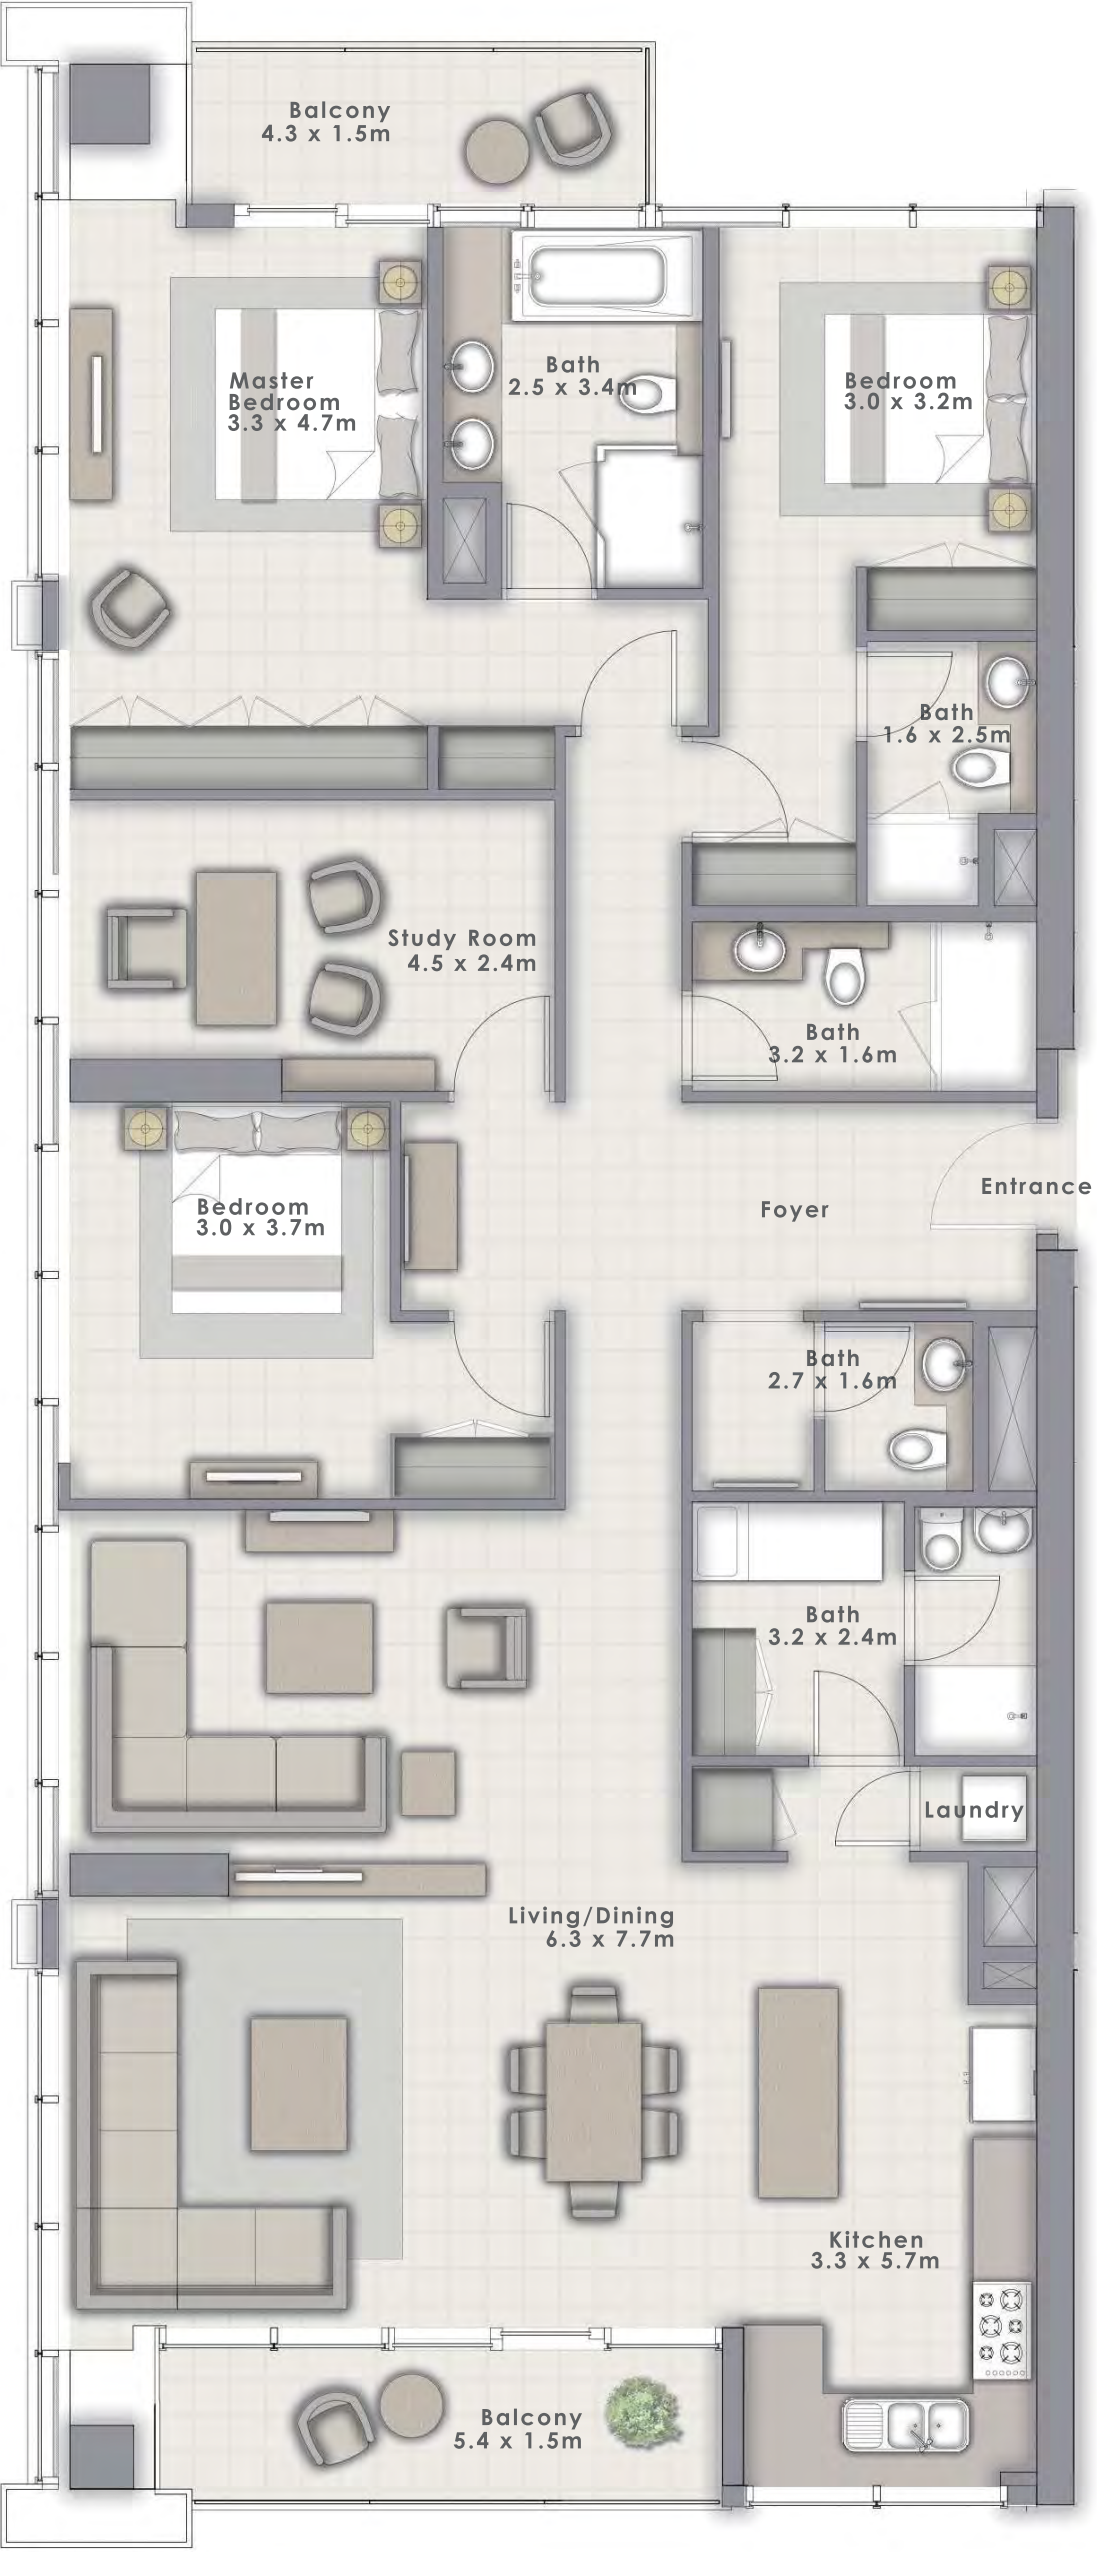 Balcony
4.3 x 1.5m
Master
Bedroom
3.3 x 4.7m
Bath
2.5 x 3.4m
Bedroom
3.0 x 3.2m
Bath
1.6 x 2.5m
Study Room
4.5 x 2.4m
Bath
3.2 x 1.6m
Entrance
Foyer
Bedroom
3.0 x 3.7m
Bath
2.7 x 1.6m
Bath
3.2 x 2.4m
Laundry
Living/Dining
6.3 x 7.7m
Kitchen
3.3 x 5.7m
Balcony
5.4 x 1.5m